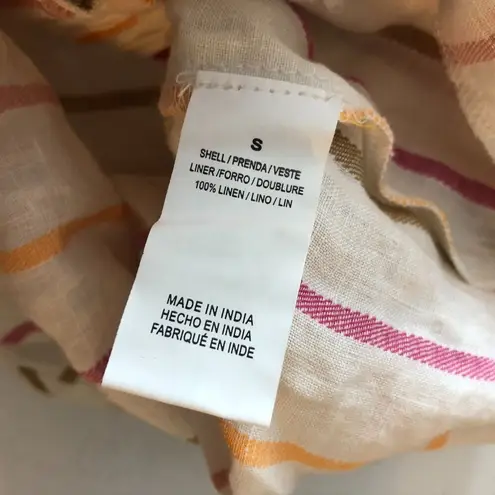 S
SHELL / PRENDA / VESTE
LINER /FORRO / DOUBLURE
100% LINEN / LINO / LIN
MADE IN INDIA
HECHO EN INDIA
FABRIQUÉ EN INDE